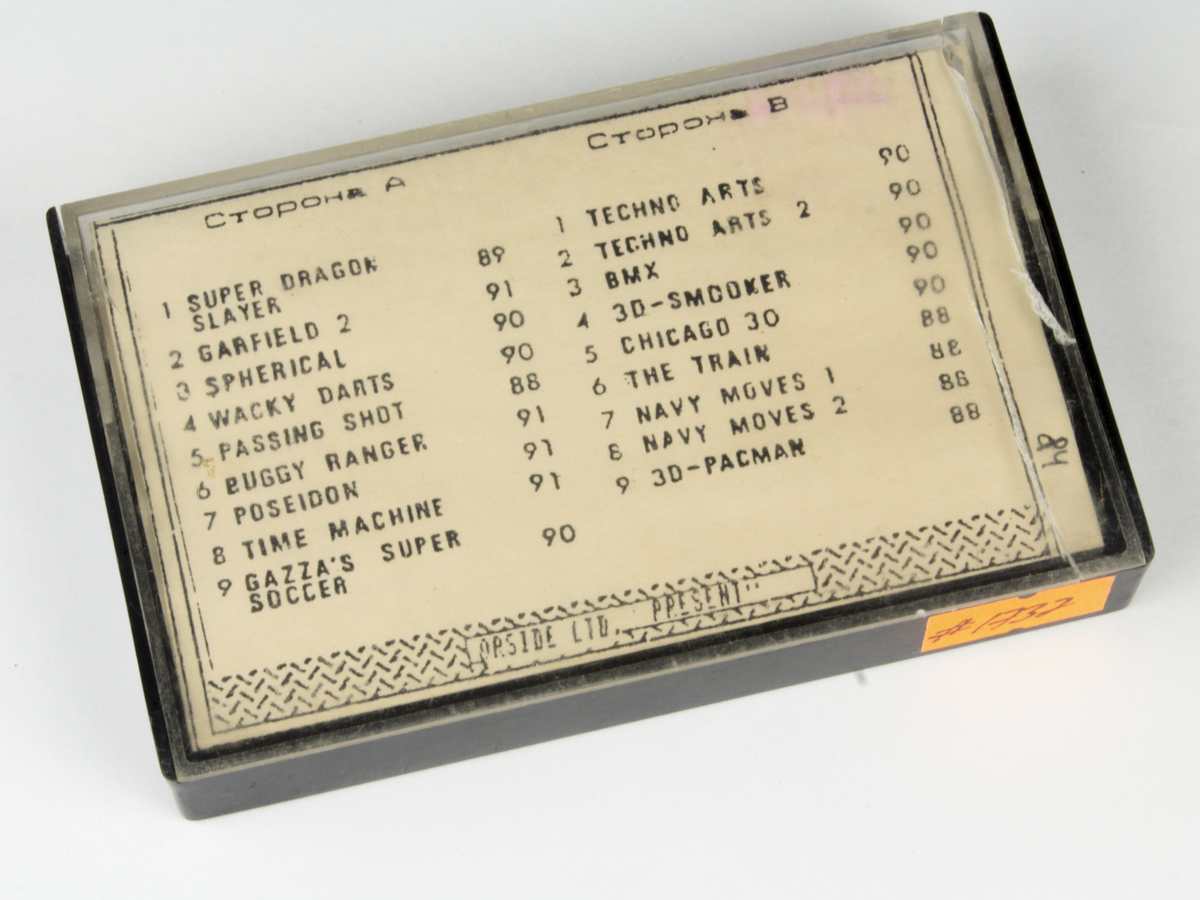 Сторона А
1 SUPER DRAGON 89
SLAYER
2 GARFIELD 2 91
3 SPHERICAL 90
4 WACKY DARTS 90
5 PASSING SHOT 88
6 BUGGY RANGER 91
7 POSEIDON 91
8 TIME MACHINE 91
9 GAZZA'S SUPER 90
SOCCER
Сторона В
1 TECHNO ARTS 90
2 TECHNO ARTS 2 90
3 BMX 90
4 3D-SMOOKER 90
5 CHICAGO 30 90
6 THE TRAIN 88
7 NAVY MOVES 1 88
8 NAVY MOVES 2 88
9 3D-PACMAN 88
LTD. PRESENT"
84
#1732